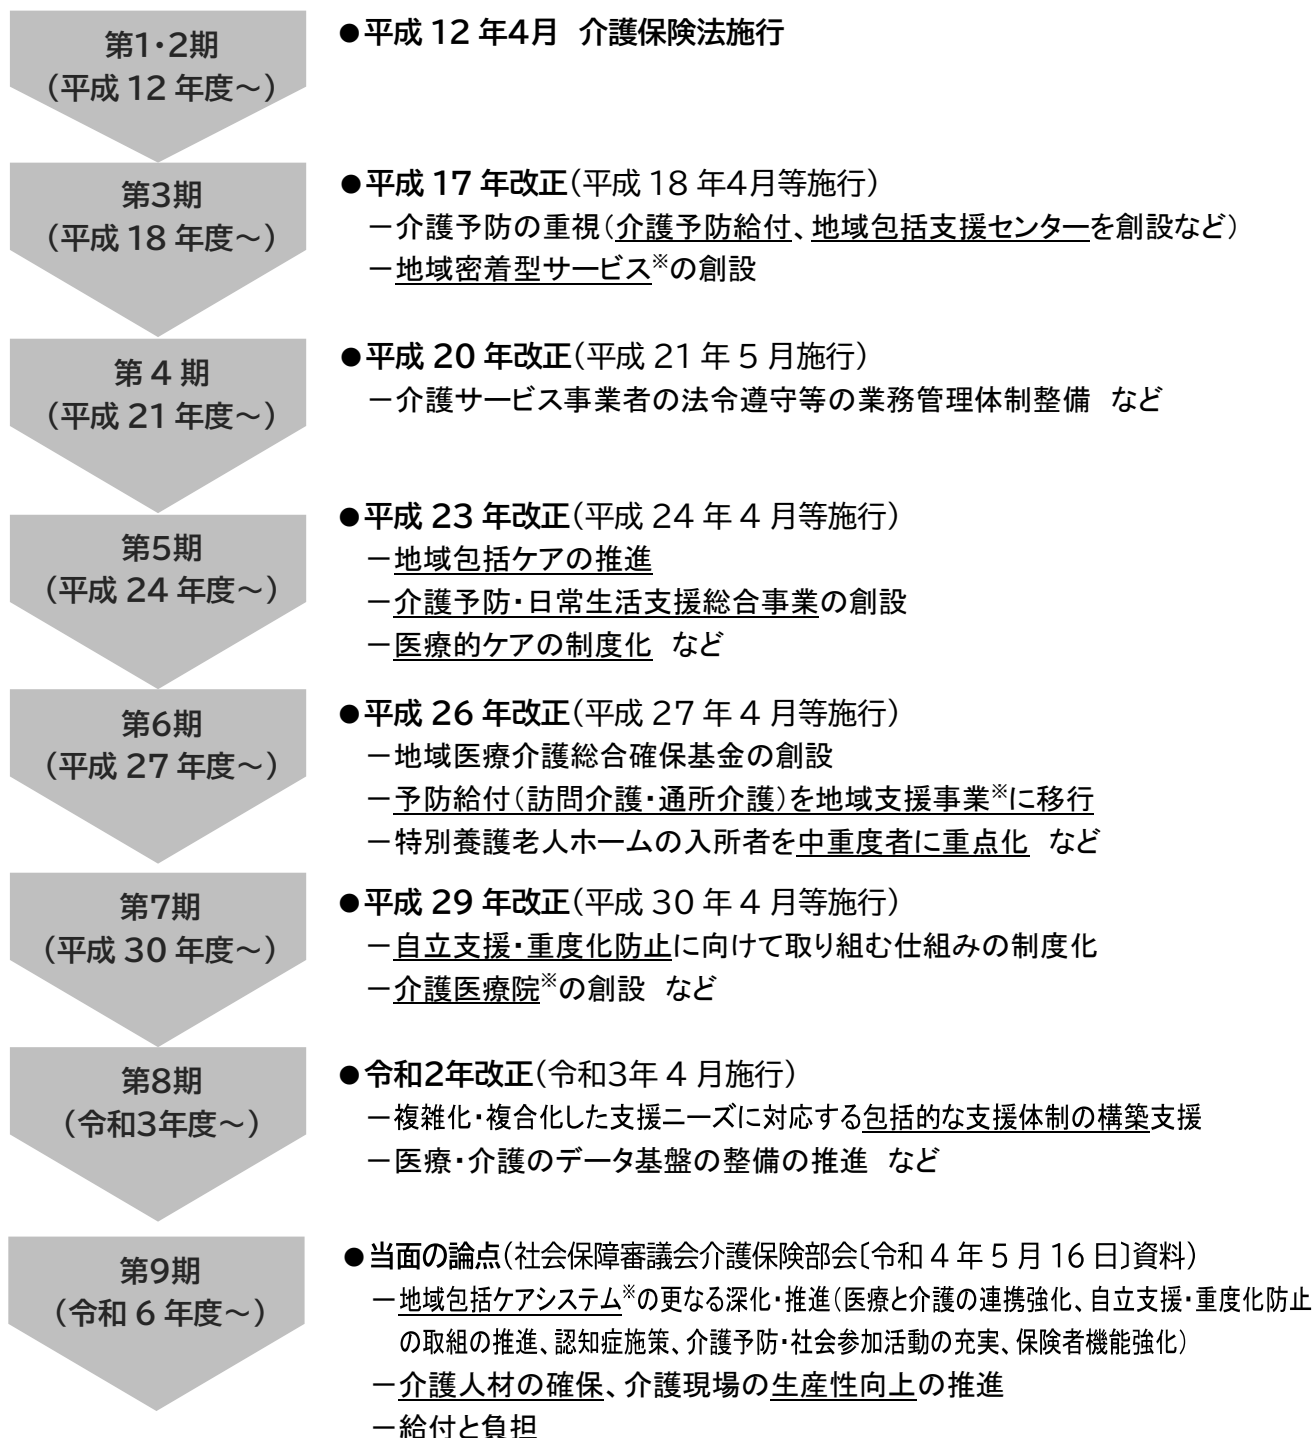 第1・2期
(平成 12 年度~)
●平成 12 年4月 介護保険法施行
第3期
(平成 18 年度~)
●平成 17 年改正(平成 18 年4月等施行)
-介護予防の重視(介護予防給付、地域包括支援センターを創設など)
-地域密着型サービス※の創設
第 4 期
(平成 21 年度~)
●平成 20 年改正(平成 21 年 5 月施行)
-介護サービス事業者の法令遵守等の業務管理体制整備 など
第5期
(平成 24 年度~)
●平成 23 年改正(平成 24 年 4 月等施行)
-地域包括ケアの推進
-介護予防・日常生活支援総合事業の創設
-医療的ケアの制度化 など
第6期
(平成 27 年度~)
●平成 26 年改正(平成 27 年 4 月等施行)
-地域医療介護総合確保基金の創設
-予防給付(訪問介護・通所介護)を地域支援事業※に移行
-特別養護老人ホームの入所者を中重度者に重点化 など
第7期
(平成 30 年度~)
●平成 29 年改正(平成 30 年 4 月等施行)
-自立支援・重度化防止に向けて取り組む仕組みの制度化
-介護医療院※の創設 など
第8期
(令和3年度~)
●令和2年改正(令和3年 4 月施行)
-複雑化・複合化した支援ニーズに対応する包括的な支援体制の構築支援
-医療・介護のデータ基盤の整備の推進 など
第9期
(令和 6 年度~)
●当面の論点(社会保障審議会介護保険部会〔令和 4 年 5 月 16 日〕資料)
-地域包括ケアシステム※の更なる深化・推進(医療と介護の連携強化、自立支援・重度化防止
の取組の推進、認知症施策、介護予防・社会参加活動の充実、保険者機能強化)
-介護人材の確保、介護現場の生産性向上の推進
-給付と負担